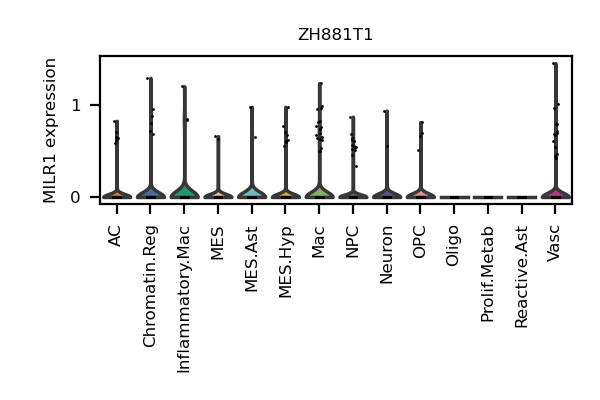 ZH881T1
MILR1 expression
1
0
AC
Chromatin.Reg
Inflammatory.Mac
MES
MES.Ast
MES.Hyp
Mac
NPC
Neuron
OPC
Oligo
Prolif.Metab
Reactive.Ast
Vasc